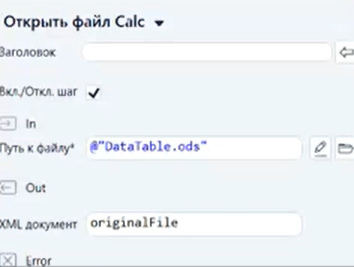 Открыть файл Calc
Заголовок
Вкл./Откл. шаг
In
Путь к файлу* @"DataTable.ods"
Out
XML документ originalFile
Error